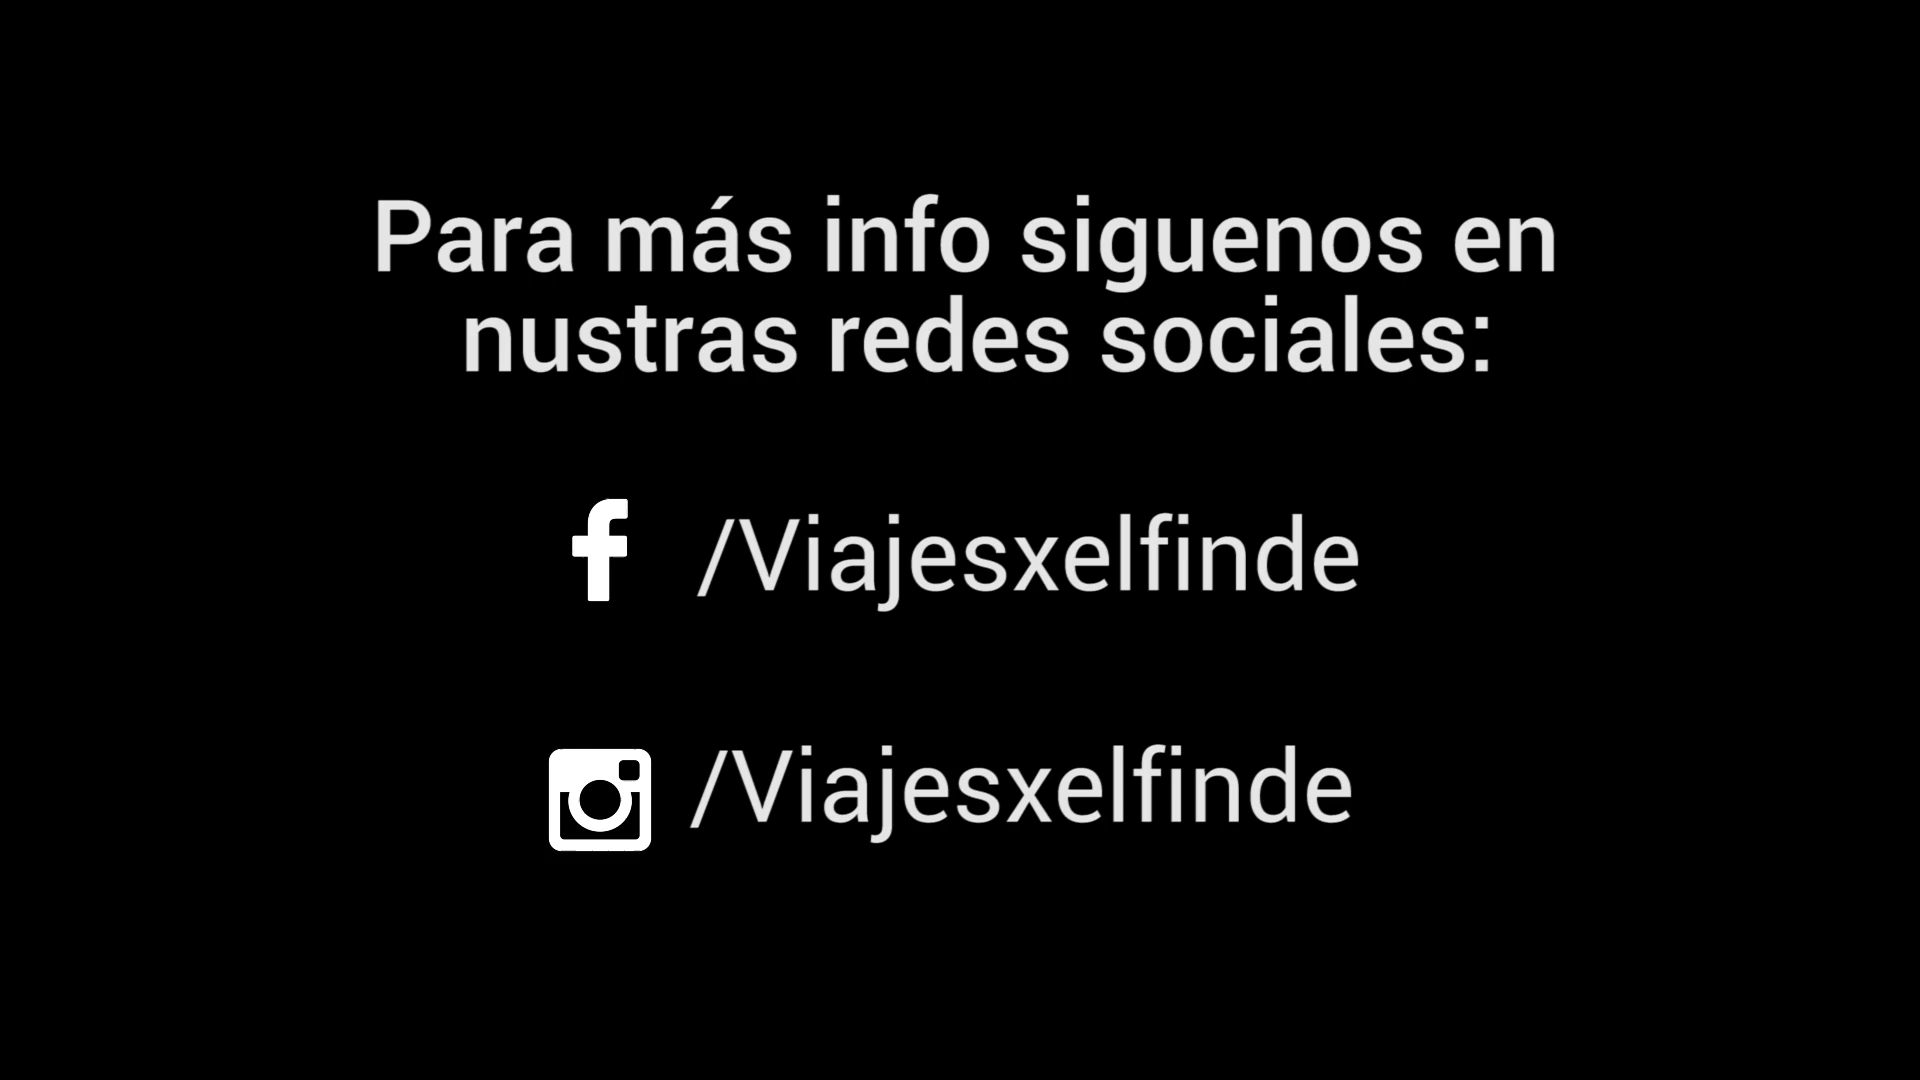 Para más info siguenos en
nustras redes sociales:
/Viajesxelfinde
/Viajesxelfinde